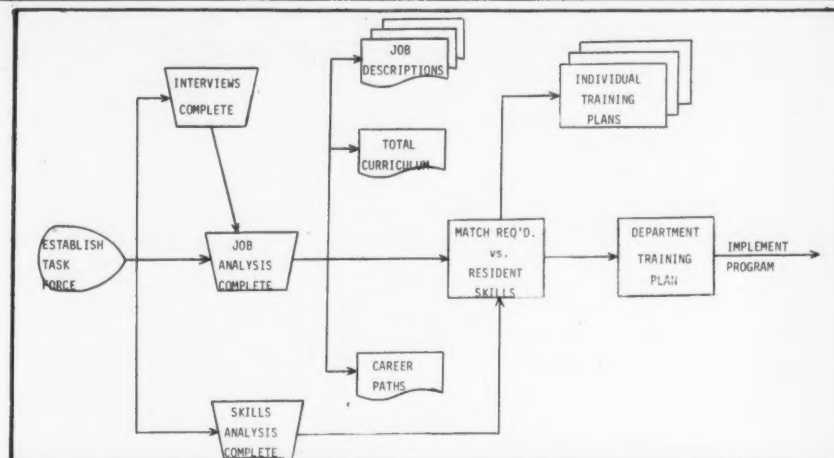 JOB
DESCRIPTIONS
INTERVIEWS
COMPLETE
INDIVIDUAL
TRAINING
PLANS
TOTAL
CURRICULUM
ESTABLISH
TASK
FORCE
JOB
ANALYSIS
COMPLETE
MATCH REQ'D.
vs.
RESIDENT
SKILLS
DEPARTMENT
TRAINING
PLAN
IMPLEMENT
PROGRAM
CAREER
PATHS
SKILLS
ANALYSIS
COMPLETE